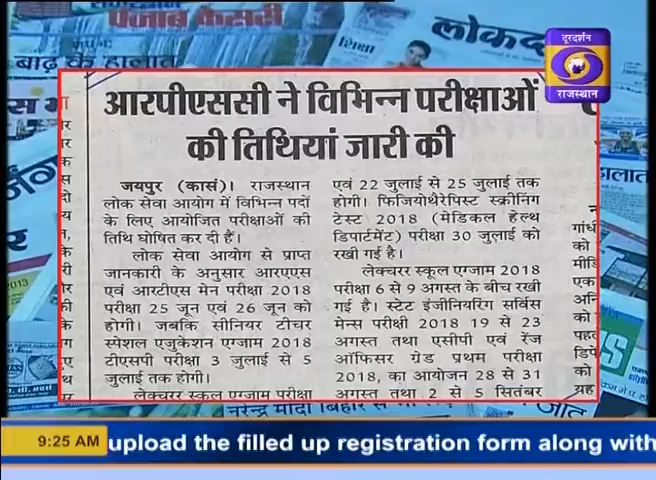 पंजाब केसरी
लोकद
शिक्षा
बाढ़ के हालात
दूरदर्शन
राजस्थान
आरपीएससी ने विभिन्न परीक्षाओं
की तिथियां जारी की
जयपुर (कासं)। राजस्थान
लोक सेवा आयोग में विभिन्न पदों
के लिए आयोजित परीक्षाओं की
तिथि घोषित कर दी हैं।
लोक सेवा आयोग से प्राप्त
जानकारी के अनुसार आरएएस
एवं आरटीएस मेन परीक्षा 2018
परीक्षा 25 जून एवं 26 जून को
होगी। जबकि सीनियर टीचर
स्पेशल एजुकेशन एग्जाम 2018
टीएसपी परीक्षा 3 जुलाई से 5
जुलाई तक होगी।
लेक्चरर स्कूल एग्जाम परीक्षा
एवं 22 जुलाई से 25 जुलाई तक
होगी। फिजियोथैरेपिस्ट स्क्रीनिंग
टेस्ट 2018 (मेडिकल हेल्थ
डिपार्टमेंट) परीक्षा 30 जुलाई को
रखी गई है।
लेक्चरर स्कूल एग्जाम 2018
परीक्षा 6 से 9 अगस्त के बीच रखी
गई है। स्टेट इंजीनियरिंग सर्विस
मेन्स परीक्षी 2018 19 से 23
अगस्त तथा एसीपी एवं रेंज
ऑफिसर ग्रेड प्रथम परीक्षा
2018, का आयोजन 28 से 31
अगस्त तथा 2 से 5 सितंबर
गांधी
को
मीडि
एक
अनि
को
पहल
डिपे
को
यह
हालात
नरेन्द्र मोदी बिहार
9:25 AM upload the filled up registration form along with